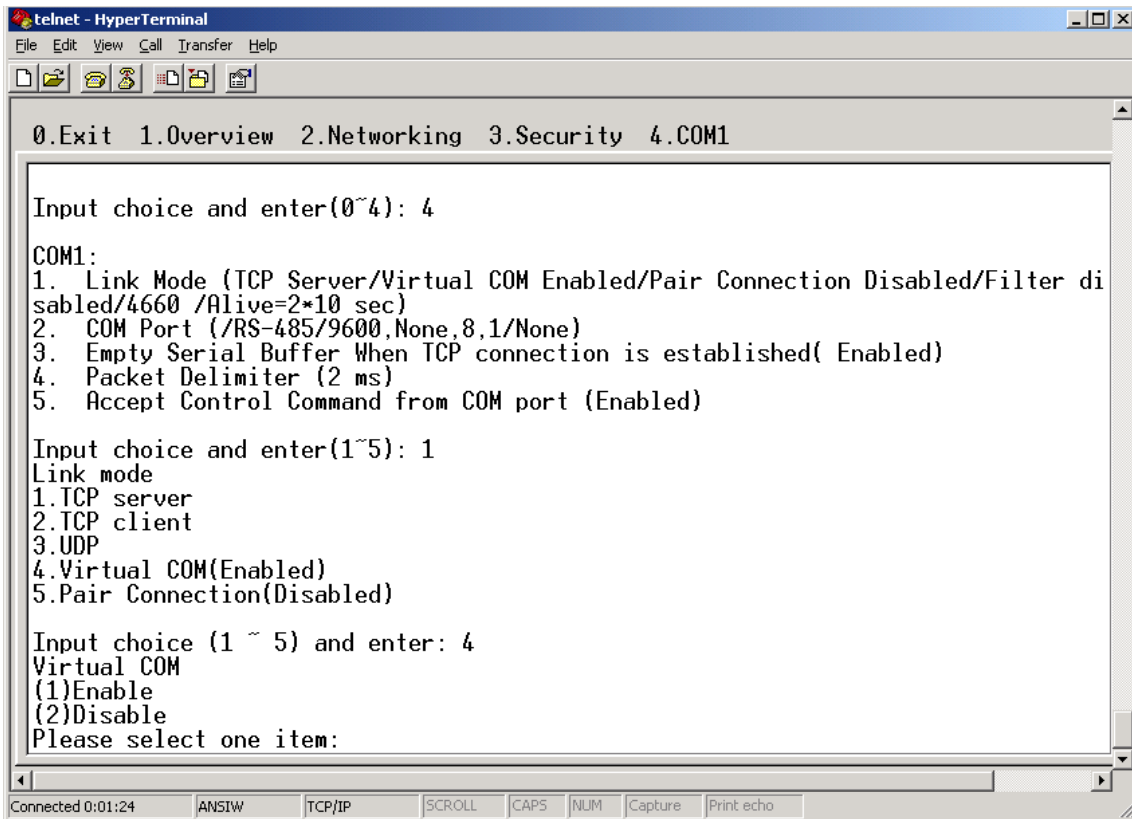 telnet - HyperTerminal
File Edit View Call Transfer Help
0.Exit 1.Overview 2.Networking 3.Security 4.COM1
Input choice and enter(0~4): 4
COM1:
1. Link Mode (TCP Server/Virtual COM Enabled/Pair Connection Disabled/Filter di
sabled/4660 /Alive=2*10 sec)
2. COM Port (/RS-485/9600,None,8,1/None)
3. Empty Serial Buffer When TCP connection is established( Enabled)
4. Packet Delimiter (2 ms)
5. Accept Control Command from COM port (Enabled)
Input choice and enter(1~5): 1
Link mode
1.TCP server
2.TCP client
3.UDP
4.Virtual COM(Enabled)
5.Pair Connection(Disabled)
Input choice (1 ~ 5) and enter: 4
Virtual COM
(1)Enable
(2)Disable
Please select one item:
Connected 0:01:24 ANSIW TCP/IP SCROLL CAPS NUM Capture Print echo